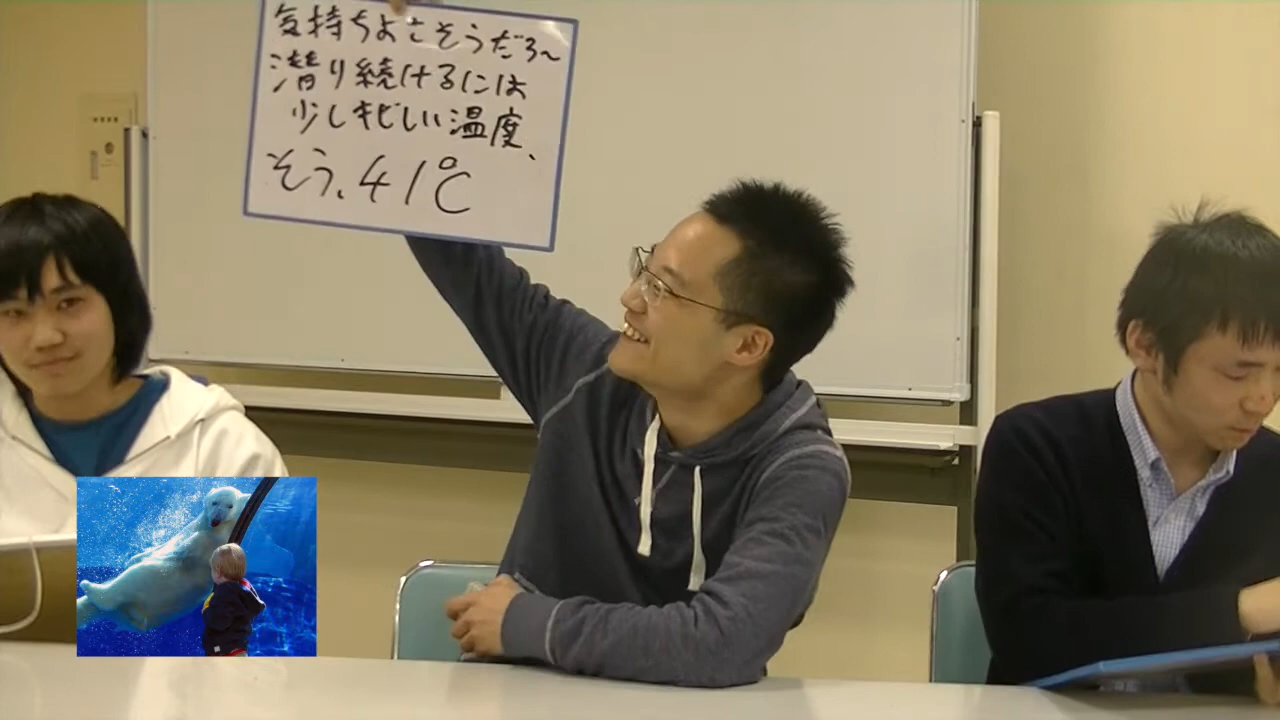 気持ちよさそうだろ〜
潜り続けるには
少しキビしい温度、
そう、41℃